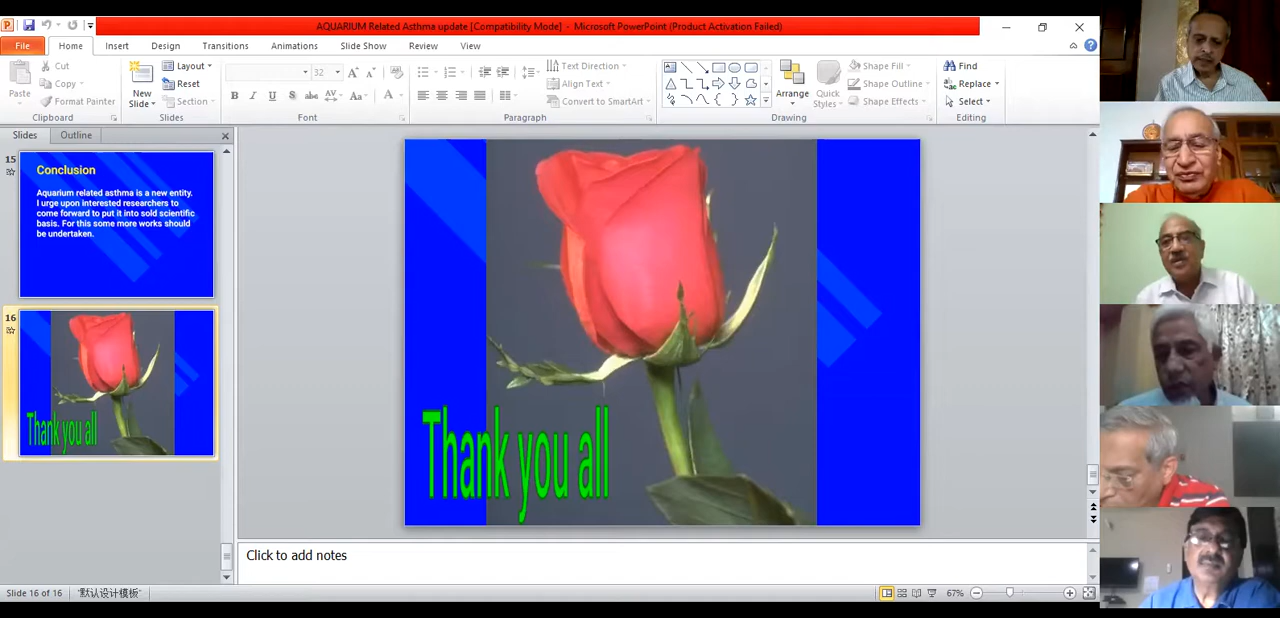 AQUARIUM Related Asthma update [Compatibility Mode] - Microsoft PowerPoint (Product Activation Failed)
File Home Insert Design Transitions Animations Slide Show Review View
Paste
Cut
Copy
Format Painter
Clipboard
New
Slide
Layout
Reset
Section
Slides
32
B I U S abc AV Aa A
Font
Text Direction
Align Text
Convert to SmartArt
Paragraph
Arrange
Quick
Styles
Shape Fill
Shape Outline
Shape Effects
Drawing
Find
Replace
Select
Editing
Slides Outline
15
Conclusion
Aquarium related asthma is a new entity.
I urge upon interested researchers to
come forward to put it into sold scientific
basis. For this some more works should
be undertaken.
16
Thank you all
Thank you all
Click to add notes
Slide 16 of 16 "默认设计模板" 67%